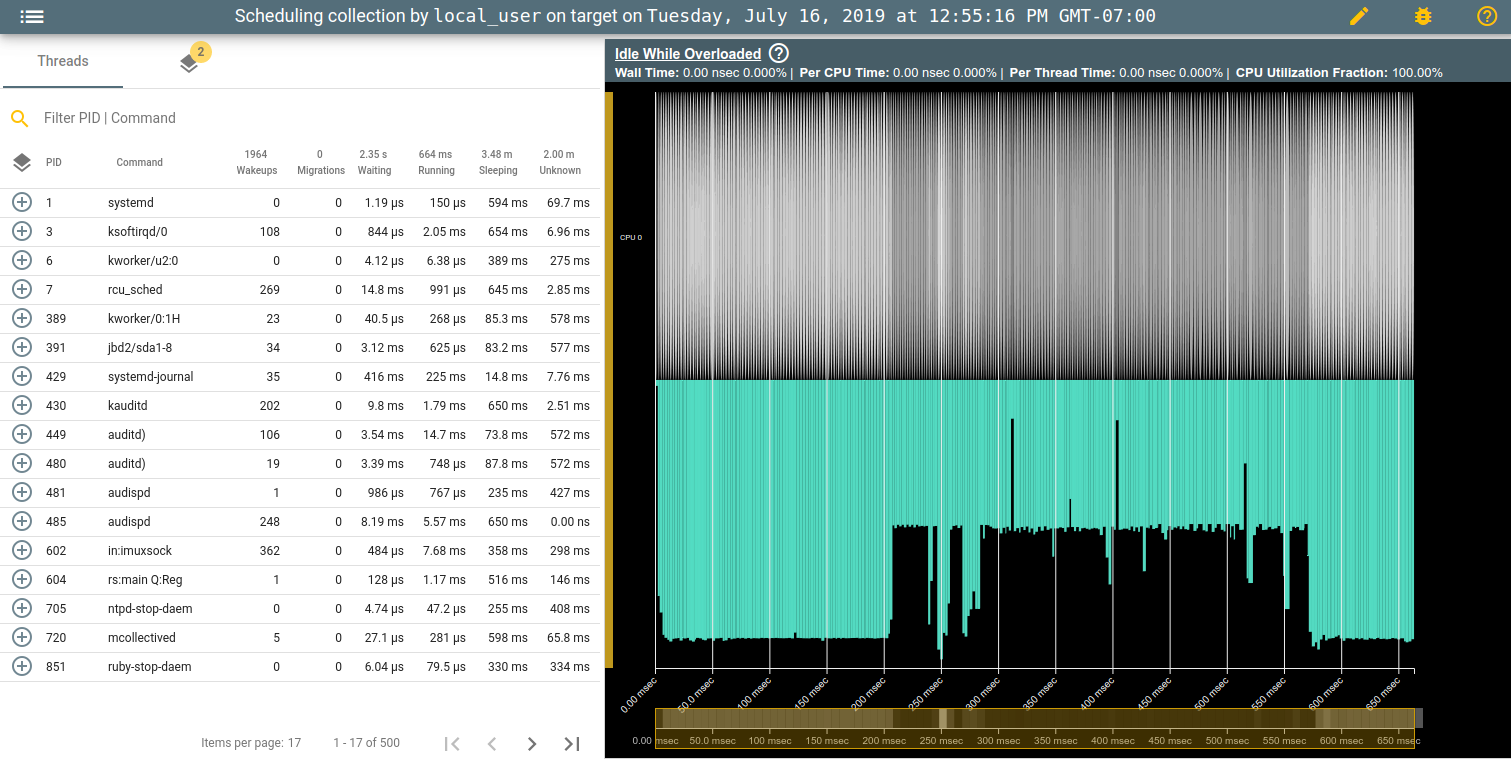 Scheduling collection by local_user on target on Tuesday, July 16, 2019 at 12:55:16 PM GMT-07:00
Threads
2
Filter PID | Command
1964 0 2.35 s 664 ms 3.48 m 2.00 m
PID Command Wakeups Migrations Waiting Running Sleeping Unknown
1 systemd 0 0 1.19 µs 150 µs 594 ms 69.7 ms
3 ksoftirqd/0 108 0 844 µs 2.05 ms 654 ms 6.96 ms
6 kworker/u2:0 0 0 4.12 µs 6.38 µs 389 ms 275 ms
7 rcu_sched 269 0 14.8 ms 991 µs 645 ms 2.85 ms
389 kworker/0:1H 23 0 40.5 µs 268 µs 85.3 ms 578 ms
391 jbd2/sda1-8 34 0 3.12 ms 625 µs 83.2 ms 577 ms
429 systemd-journal 35 0 416 ms 225 ms 14.8 ms 7.76 ms
430 kauditd 202 0 9.8 ms 1.79 ms 650 ms 2.51 ms
449 auditd) 106 0 3.54 ms 14.7 ms 73.8 ms 572 ms
480 auditd) 19 0 3.39 ms 748 µs 87.8 ms 572 ms
481 audispd 1 0 986 µs 767 µs 235 ms 427 ms
485 audispd 248 0 8.19 ms 5.57 ms 650 ms 0.00 ns
602 in:imuxsock 362 0 484 µs 7.68 ms 358 ms 298 ms
604 rs:main Q:Reg 1 0 128 µs 1.17 ms 516 ms 146 ms
705 ntpd-stop-daem 0 0 4.74 µs 47.2 µs 255 ms 408 ms
720 mcollectived 5 0 27.1 µs 281 µs 598 ms 65.8 ms
851 ruby-stop-daem 0 0 6.04 µs 79.5 µs 330 ms 334 ms
Items per page: 17 1 - 17 of 500
Idle While Overloaded
Wall Time: 0.00 nsec 0.000% | Per CPU Time: 0.00 nsec 0.000% | Per Thread Time: 0.00 nsec 0.000% | CPU Utilization Fraction: 100.00%
CPU 0
0.00 msec 50.0 msec 100 msec 150 msec 200 msec 250 msec 300 msec 350 msec 400 msec 450 msec 500 msec 550 msec 600 msec 650 msec
0.00 msec 50.0 msec 100 msec 150 msec 200 msec 250 msec 300 msec 350 msec 400 msec 450 msec 500 msec 550 msec 600 msec 650 msec